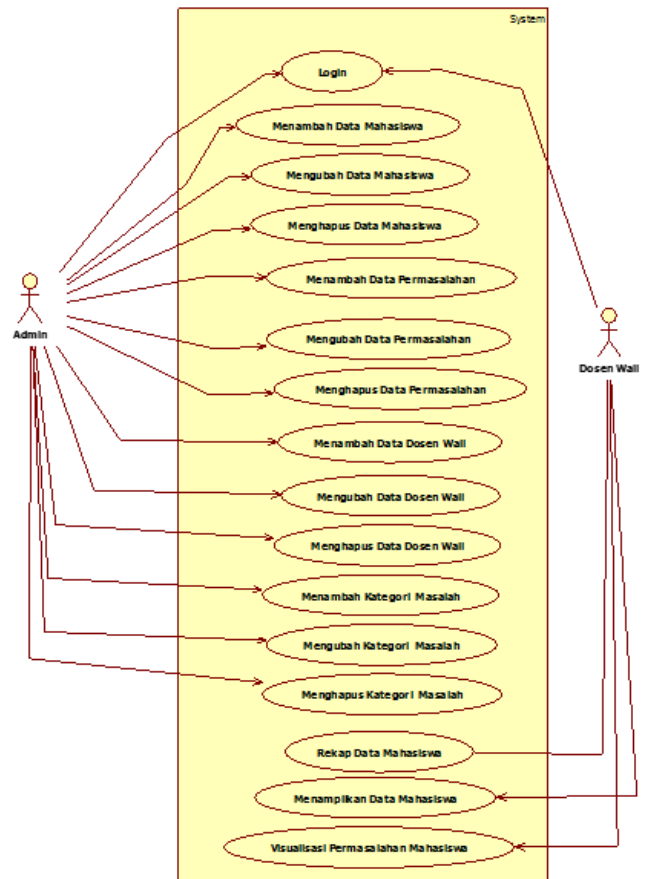 System
Login
Menambah Data Mahasiswa
Mengubah Data Mahasiswa
Menghapus Data Mahasiswa
Menambah Data Permasalahan
Admin
Mengubah Data Permasalahan
Dosen Wali
Menghapus Data Permasalahan
Menambah Data Dosen Wali
Mengubah Data Dosen Wali
Menghapus Data Dosen Wali
Menambah Kategori Masalah
Mengubah Kategori Masalah
Menghapus Kategori Masalah
Rekap Data Mahasiswa
Menampilkan Data Mahasiswa
Visualisasi Permasalahan Mahasiswa